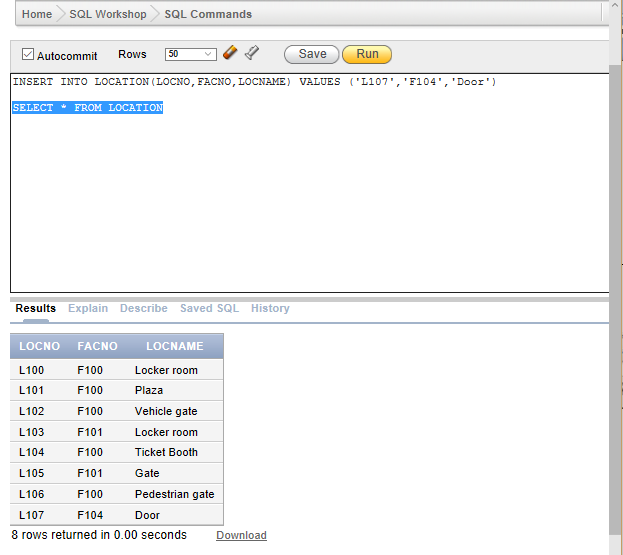 Home SQL Workshop SQL Commands
Autocommit Rows 50 Save Run
INSERT INTO LOCATION(LOCNO,FACNO,LOCNAME) VALUES ('L107','F104','Door')
SELECT * FROM LOCATION
Results Explain Describe Saved SQL History
LOCNO FACNO LOCNAME
L100 F100 Locker room
L101 F100 Plaza
L102 F100 Vehicle gate
L103 F101 Locker room
L104 F100 Ticket Booth
L105 F101 Gate
L106 F100 Pedestrian gate
L107 F104 Door
8 rows returned in 0.00 seconds Download